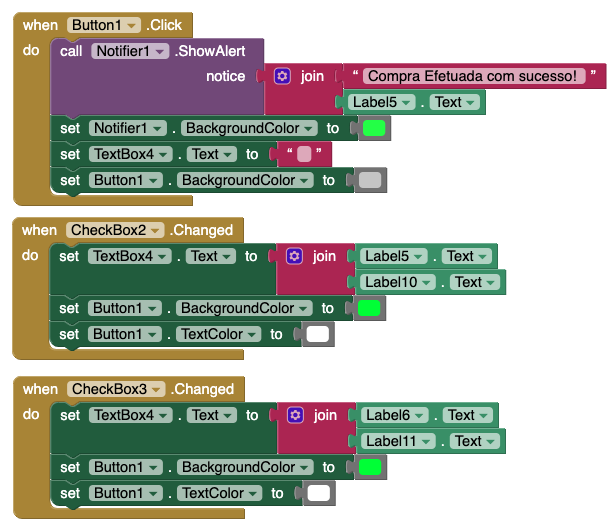 when Button1 .Click
do call Notifier1 .ShowAlert
notice join “ Compra Efetuada com sucesso! ”
Label5 . Text
set Notifier1 . BackgroundColor to
set TextBox4 . Text to “ ”
set Button1 . BackgroundColor to
when CheckBox2 .Changed
do set TextBox4 . Text to join Label5 . Text
Label10 . Text
set Button1 . BackgroundColor to
set Button1 . TextColor to
when CheckBox3 .Changed
do set TextBox4 . Text to join Label6 . Text
Label11 . Text
set Button1 . BackgroundColor to
set Button1 . TextColor to